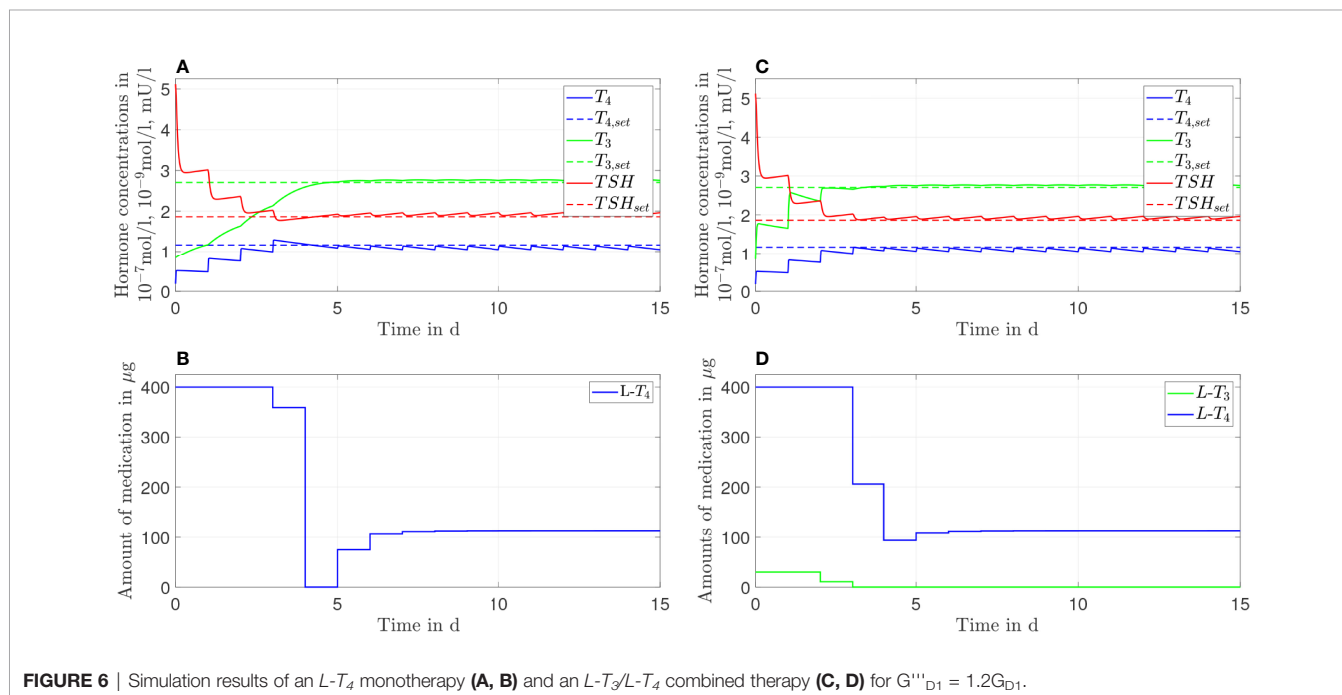 A
Hormone concentrations in
10⁻⁷mol/l, 10⁻⁹mol/l, mU/l
5
4
3
2
1
0
0
5
10
15
Time in d
T₄
T₄,set
T₃
T₃,set
TSH
TSHset
C
Hormone concentrations in
10⁻⁷mol/l, 10⁻⁹mol/l, mU/l
5
4
3
2
1
0
0
5
10
15
Time in d
T₄
T₄,set
T₃
T₃,set
TSH
TSHset
B
Amount of medication in μg
400
300
200
100
0
0
5
10
15
Time in d
L-T₄
D
Amounts of medication in μg
400
300
200
100
0
0
5
10
15
Time in d
L-T₃
L-T₄
FIGURE 6 | Simulation results of an L-T₄ monotherapy (A, B) and an L-T₃/L-T₄ combined therapy (C, D) for G'''D1 = 1.2GD1.